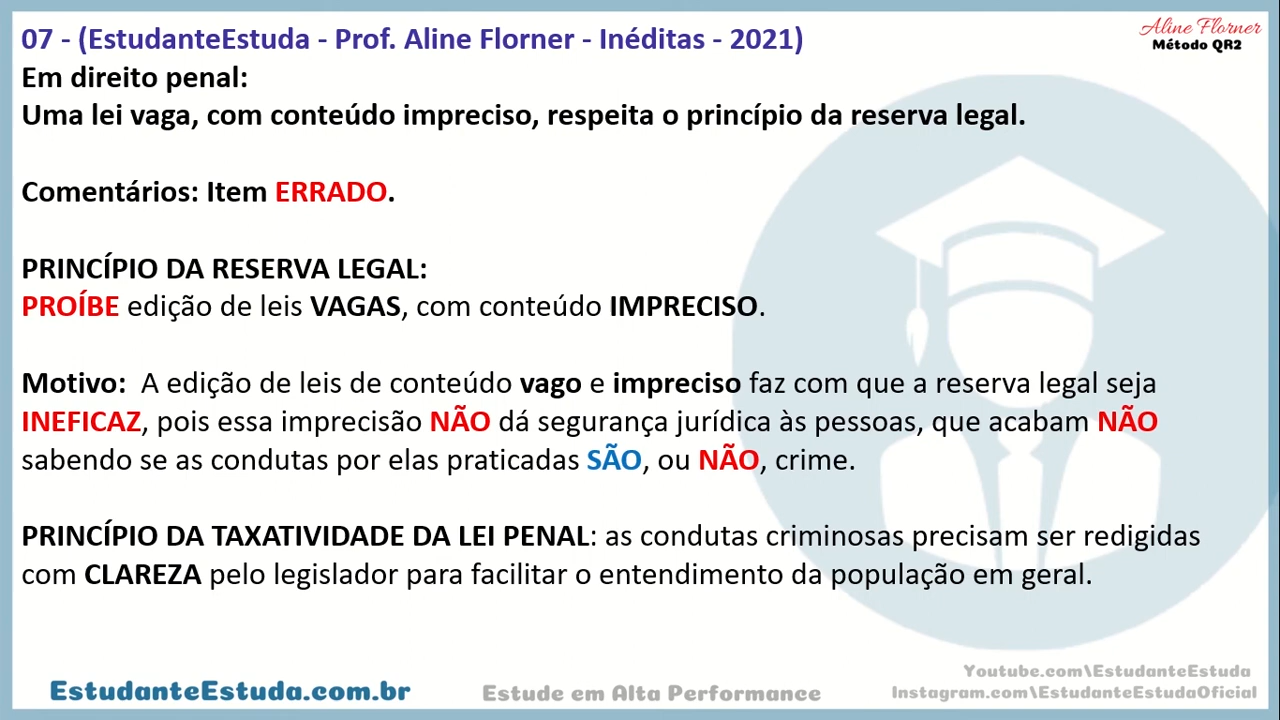 07 - (EstudanteEstuda - Prof. Aline Florner - Inéditas - 2021)
Aline Florner
Método QR2
Em direito penal:
Uma lei vaga, com conteúdo impreciso, respeita o princípio da reserva legal.
Comentários: Item ERRADO.
PRINCÍPIO DA RESERVA LEGAL:
PROÍBE edição de leis VAGAS, com conteúdo IMPRECISO.
Motivo: A edição de leis de conteúdo vago e impreciso faz com que a reserva legal seja
INEFICAZ, pois essa imprecisão NÃO dá segurança jurídica às pessoas, que acabam NÃO
sabendo se as condutas por elas praticadas SÃO, ou NÃO, crime.
PRINCÍPIO DA TAXATIVIDADE DA LEI PENAL: as condutas criminosas precisam ser redigidas
com CLAREZA pelo legislador para facilitar o entendimento da população em geral.
EstudanteEstuda.com.br
Estude em Alta Performance
Youtube.com\EstudanteEstuda
Instagram.com\EstudanteEstudaOficial